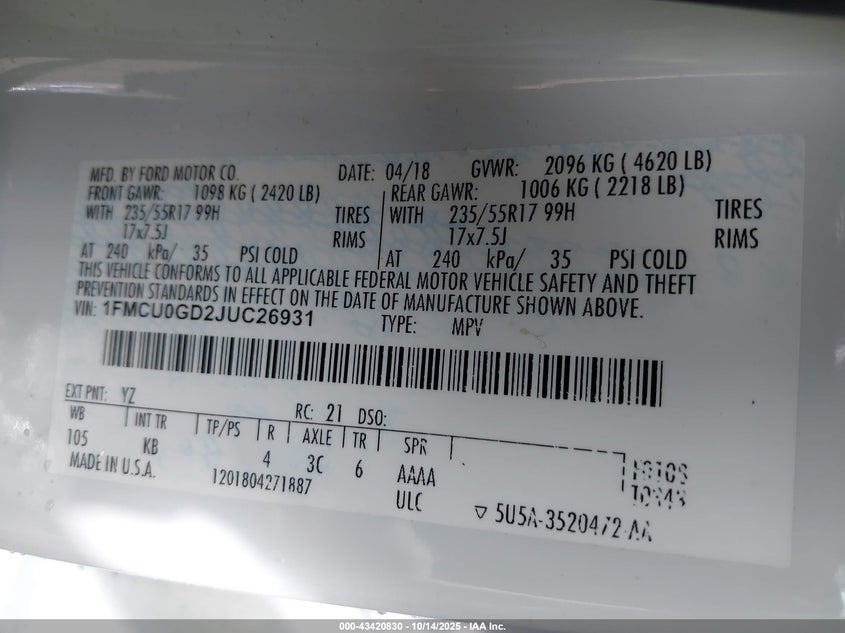 MFD. BY FORD MOTOR CO. DATE: 04/18 GVWR: 2096 KG ( 4620 LB)
FRONT GAWR: 1098 KG ( 2420 LB) REAR GAWR: 1006 KG ( 2218 LB)
WITH 235/55R17 99H TIRES WITH 235/55R17 99H TIRES
17x7.5J RIMS 17x7.5J RIMS
AT 240 kPa/ 35 PSI COLD AT 240 kPa/ 35 PSI COLD
THIS VEHICLE CONFORMS TO ALL APPLICABLE FEDERAL MOTOR VEHICLE SAFETY AND THEFT
PREVENTION STANDARDS IN EFFECT ON THE DATE OF MANUFACTURE SHOWN ABOVE.
VIN: 1FMCU0GD2JUC26931 TYPE: MPV
EXT PNT: YZ RC: 21 DSO:
WB INT TR TP/PS R AXLE TR SPR
105 KB 4 3C 6 AAAA
MADE IN U.S.A. 1201804271887 ULC
▽ 5U5A-3520472-AA
000-43420830 - 10/14/2025 - IAA Inc.